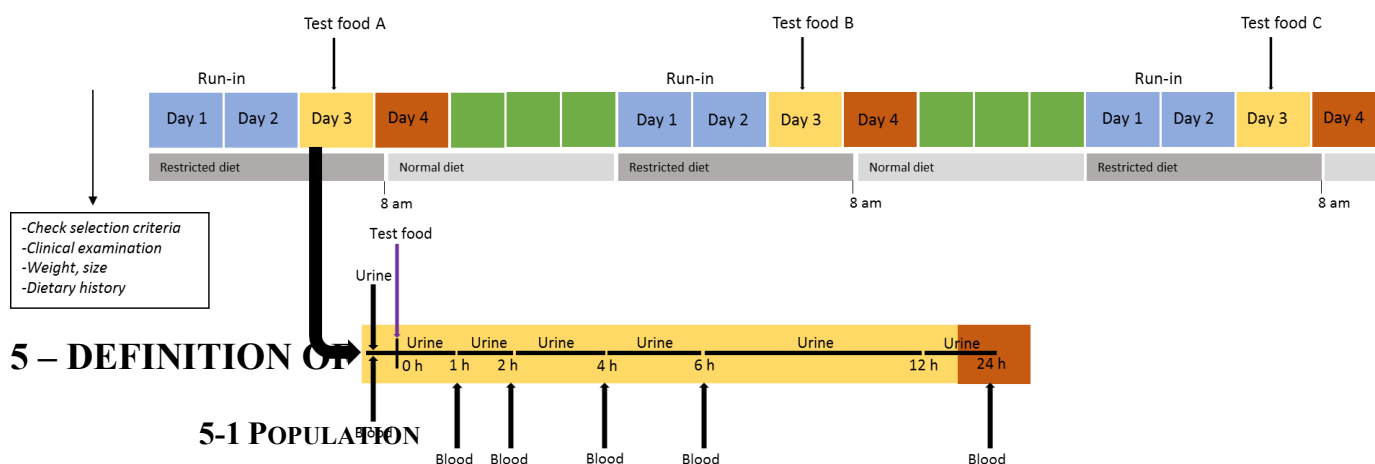 Test food A Test food B Test food C
Run-in Run-in Run-in
Day 1 Day 2 Day 3 Day 4 Day 1 Day 2 Day 3 Day 4 Day 1 Day 2 Day 3 Day 4
Restricted diet Normal diet Restricted diet Normal diet Restricted diet
8 am 8 am 8 am
-Check selection criteria
-Clinical examination
-Weight, size
-Dietary history
Test food
Urine
Urine Urine Urine Urine Urine Urine
5 – DEFINITION OF
0 h 1 h 2 h 4 h 6 h 12 h 24 h
Blood
5-1 POPULATION
Blood Blood Blood Blood Blood